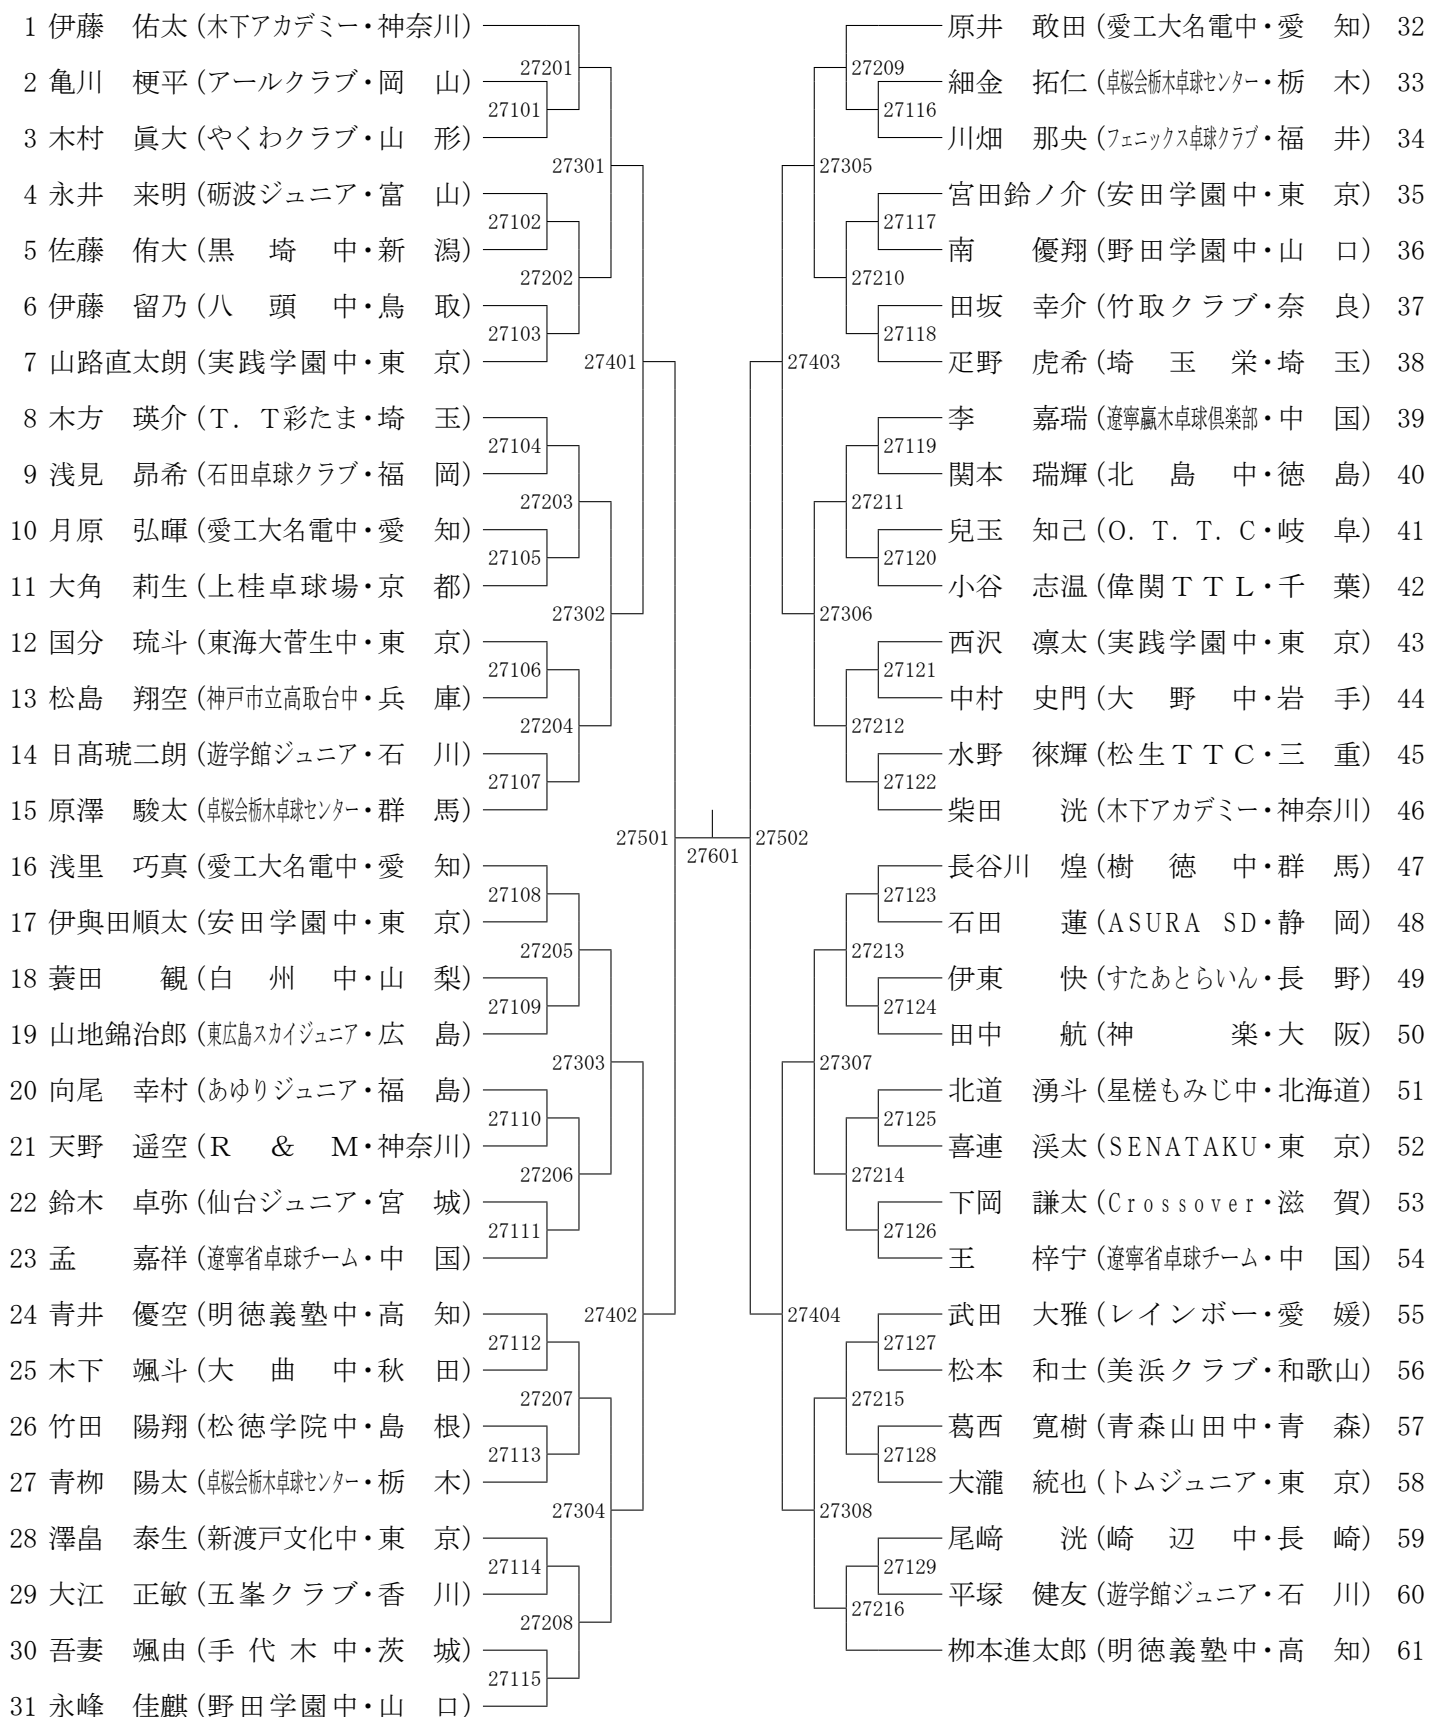 1 伊藤　佑太 (木下アカデミー・神奈川)
27201
2 亀川　梗平 (アールクラブ・岡　山)
27101
3 木村　眞大 (やくわクラブ・山　形)
27301
4 永井　来明 (砺波ジュニア・富　山)
27102
5 佐藤　侑大 (黒　埼　中・新　潟)
27202
6 伊藤　留乃 (八　頭　中・鳥　取)
27103
7 山路直太朗 (実践学園中・東　京)
27401
8 木方　瑛介 (T．T彩たま・埼　玉)
27104
9 浅見　昴希 (石田卓球クラブ・福　岡)
27203
10 月原　弘暉 (愛工大名電中・愛　知)
27105
11 大角　莉生 (上桂卓球場・京　都)
27302
12 国分　琉斗 (東海大菅生中・東　京)
27106
13 松島　翔空 (神戸市立高取台中・兵　庫)
27204
14 日髙琥二朗 (遊学館ジュニア・石　川)
27107
15 原澤　駿太 (卓桜会栃木卓球センター・群　馬)
27501
16 浅里　巧真 (愛工大名電中・愛　知)
27108
17 伊與田順太 (安田学園中・東　京)
27205
18 蓑田　　観 (白　州　中・山　梨)
27109
19 山地錦治郎 (東広島スカイジュニア・広　島)
27303
20 向尾　幸村 (あゆりジュニア・福　島)
27110
21 天野　遥空 (R　&　M・神奈川)
27206
22 鈴木　卓弥 (仙台ジュニア・宮　城)
27111
23 孟　　嘉祥 (遼寧省卓球チーム・中　国)
27402
24 青井　優空 (明徳義塾中・高　知)
27112
25 木下　颯斗 (大　曲　中・秋　田)
27207
26 竹田　陽翔 (松徳学院中・島　根)
27113
27 青栁　陽太 (卓桜会栃木卓球センター・栃　木)
27304
28 澤畠　泰生 (新渡戸文化中・東　京)
27114
29 大江　正敏 (五峯クラブ・香　川)
27208
30 吾妻　颯由 (手代木中・茨　城)
27115
31 永峰　佳麒 (野田学園中・山　口)
27601
原井　敢田 (愛工大名電中・愛　知) 32
27209
細金　拓仁 (卓桜会栃木卓球センター・栃　木) 33
27116
川畑　那央 (フェニックス卓球クラブ・福　井) 34
27305
宮田鈴ノ介 (安田学園中・東　京) 35
27117
南　　優翔 (野田学園中・山　口) 36
27210
田坂　幸介 (竹取クラブ・奈　良) 37
27118
疋野　虎希 (埼　玉　栄・埼　玉) 38
27403
李　　嘉瑞 (遼寧贏木卓球倶楽部・中　国) 39
27119
関本　瑞輝 (北　島　中・徳　島) 40
27211
兒玉　知己 (O．T．T．C・岐　阜) 41
27120
小谷　志温 (偉関TTL・千　葉) 42
27306
西沢　凛太 (実践学園中・東　京) 43
27121
中村　史門 (大　野　中・岩　手) 44
27212
水野　徠輝 (松生TTC・三　重) 45
27122
柴田　　洸 (木下アカデミー・神奈川) 46
27502
長谷川　煌 (樹　徳　中・群　馬) 47
27123
石田　　蓮 (ASURA SD・静　岡) 48
27213
伊東　　快 (すたあとらいん・長　野) 49
27124
田中　　航 (神　　楽・大　阪) 50
27307
北道　湧斗 (星槎もみじ中・北海道) 51
27125
喜連　渓太 (SENATAKU・東　京) 52
27214
下岡　謙太 (Crossover・滋　賀) 53
27126
王　　梓宁 (遼寧省卓球チーム・中　国) 54
27404
武田　大雅 (レインボー・愛　媛) 55
27127
松本　和士 (美浜クラブ・和歌山) 56
27215
葛西　寛樹 (青森山田中・青　森) 57
27128
大瀧　統也 (トムジュニア・東　京) 58
27308
尾﨑　　洸 (崎　辺　中・長　崎) 59
27129
平塚　健友 (遊学館ジュニア・石　川) 60
27216
栁本進太郎 (明徳義塾中・高　知) 61